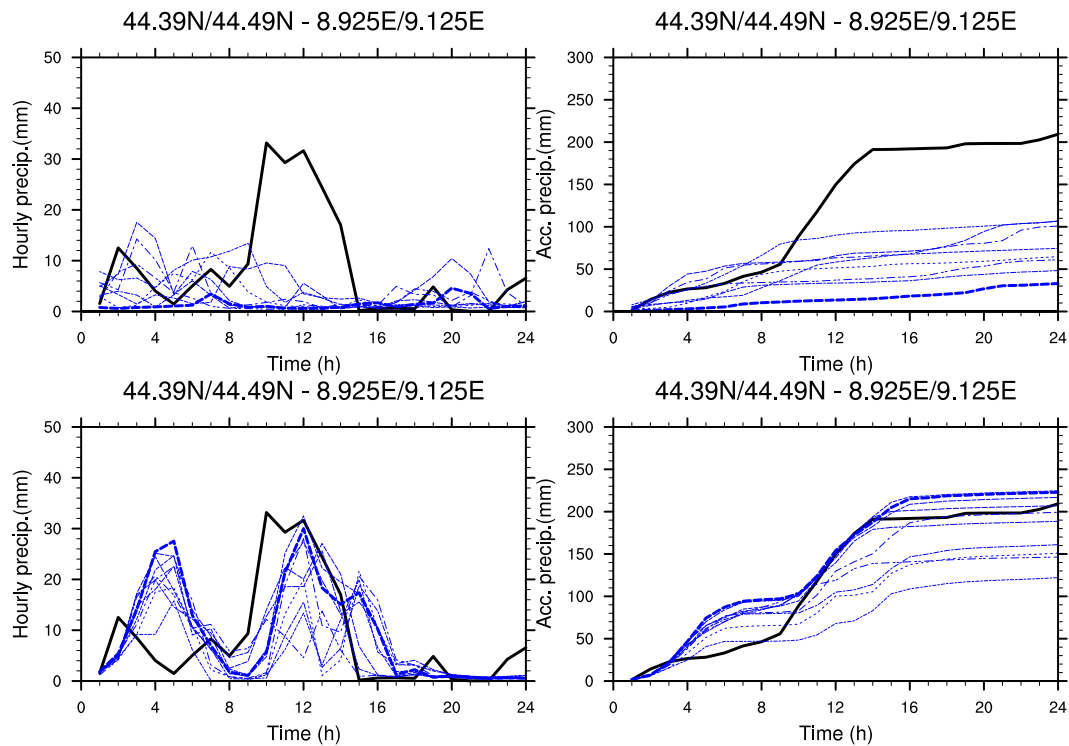 44.39N/44.49N - 8.925E/9.125E
Hourly precip.(mm)
50
40
30
20
10
0
0 4 8 12 16 20 24
Time (h)
44.39N/44.49N - 8.925E/9.125E
Acc. precip.(mm)
300
250
200
150
100
50
0
0 4 8 12 16 20 24
Time (h)
44.39N/44.49N - 8.925E/9.125E
Hourly precip.(mm)
50
40
30
20
10
0
0 4 8 12 16 20 24
Time (h)
44.39N/44.49N - 8.925E/9.125E
Acc. precip.(mm)
300
250
200
150
100
50
0
0 4 8 12 16 20 24
Time (h)